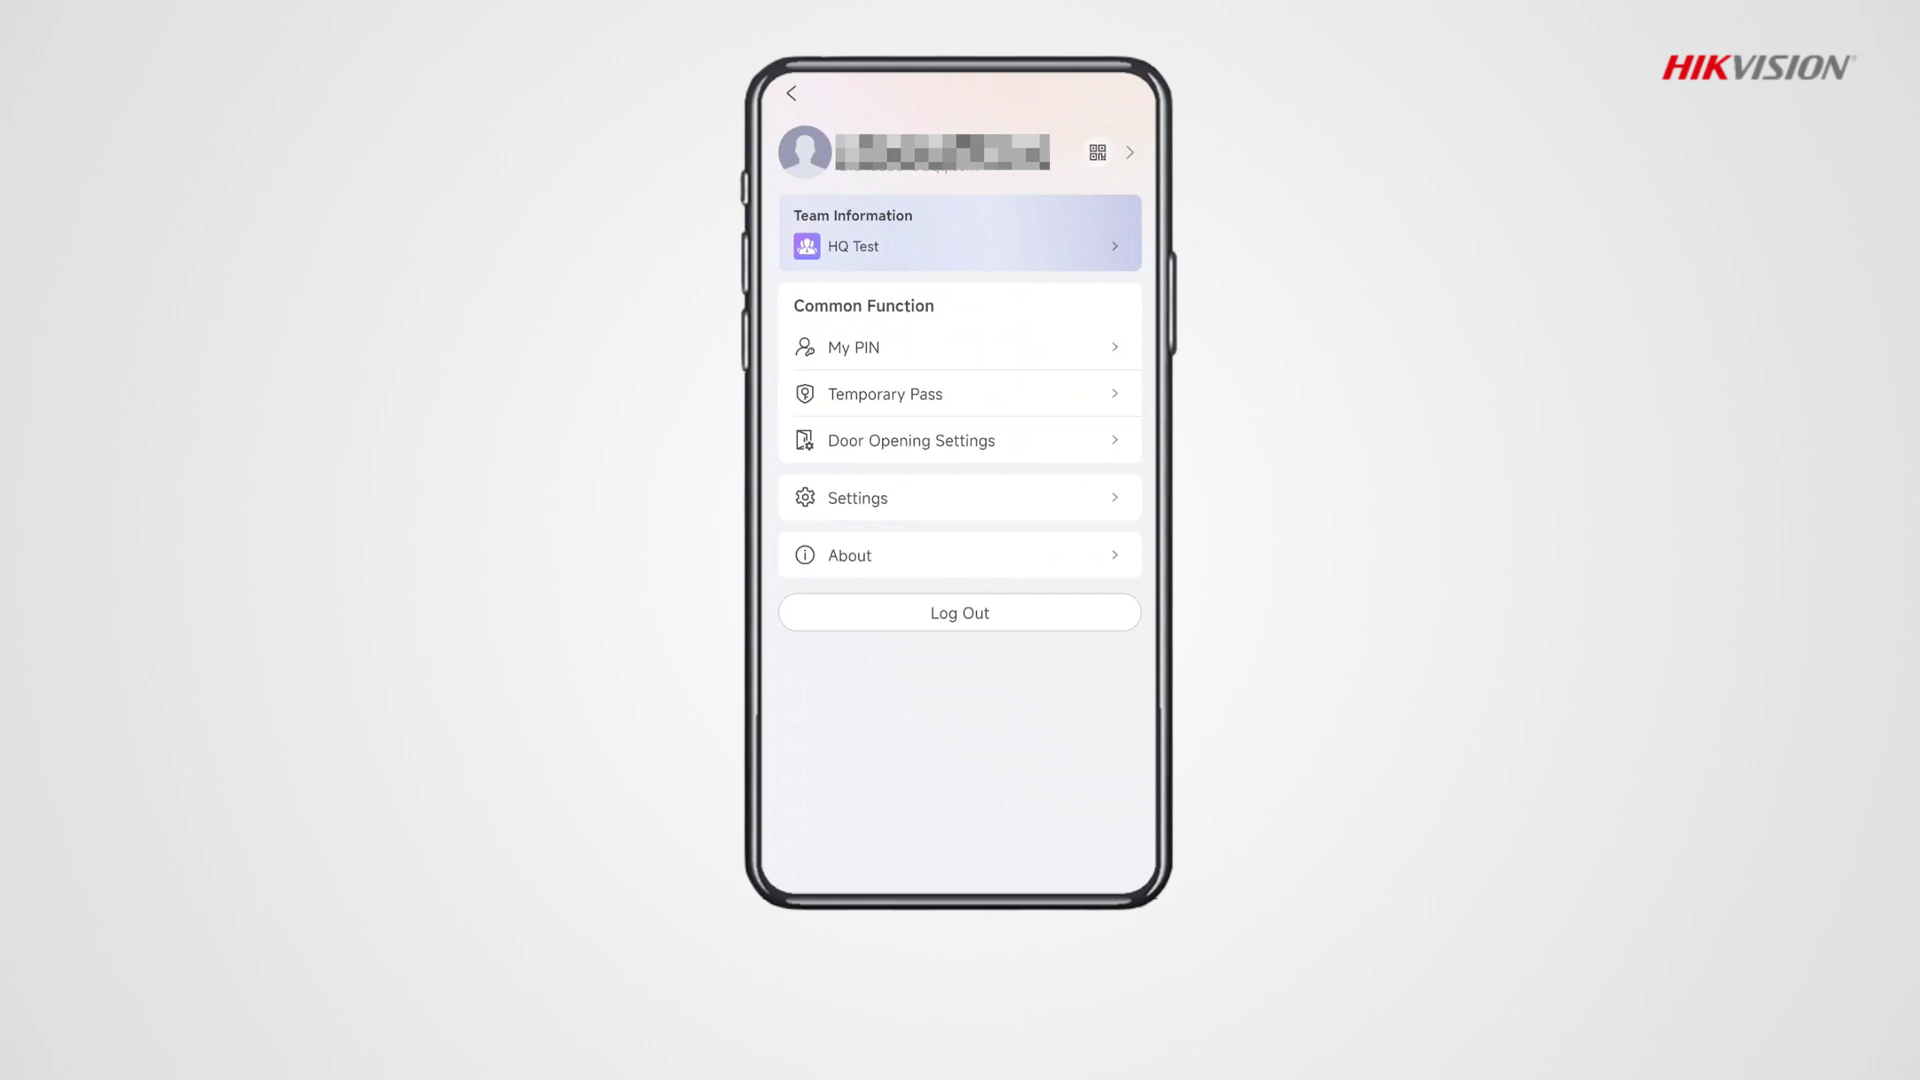 HIKVISION
Team Information
HQ Test
Common Function
My PIN
Temporary Pass
Door Opening Settings
Settings
About
Log Out